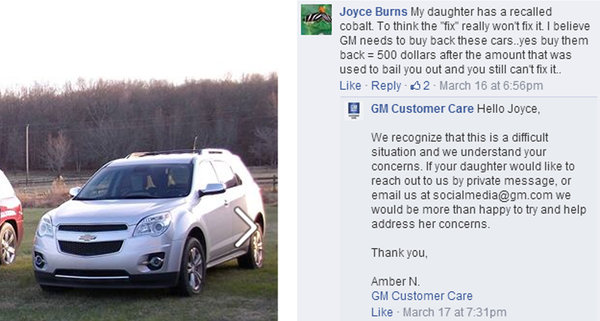 Joyce Burns My daughter has a recalled
cobalt. To think the "fix" really won't fix it. I believe
GM needs to buy back these cars..yes buy them
back = 500 dollars after the amount that was
used to bail you out and you still can't fix it..
Like · Reply · 2 · March 16 at 6:56pm
GM Customer Care Hello Joyce,
We recognize that this is a difficult
situation and we understand your
concerns. If your daughter would like to
reach out to us by private message, or
email us at socialmedia@gm.com we
would be more than happy to try and help
address her concerns.
Thank you,
Amber N.
GM Customer Care
Like · March 17 at 7:31pm